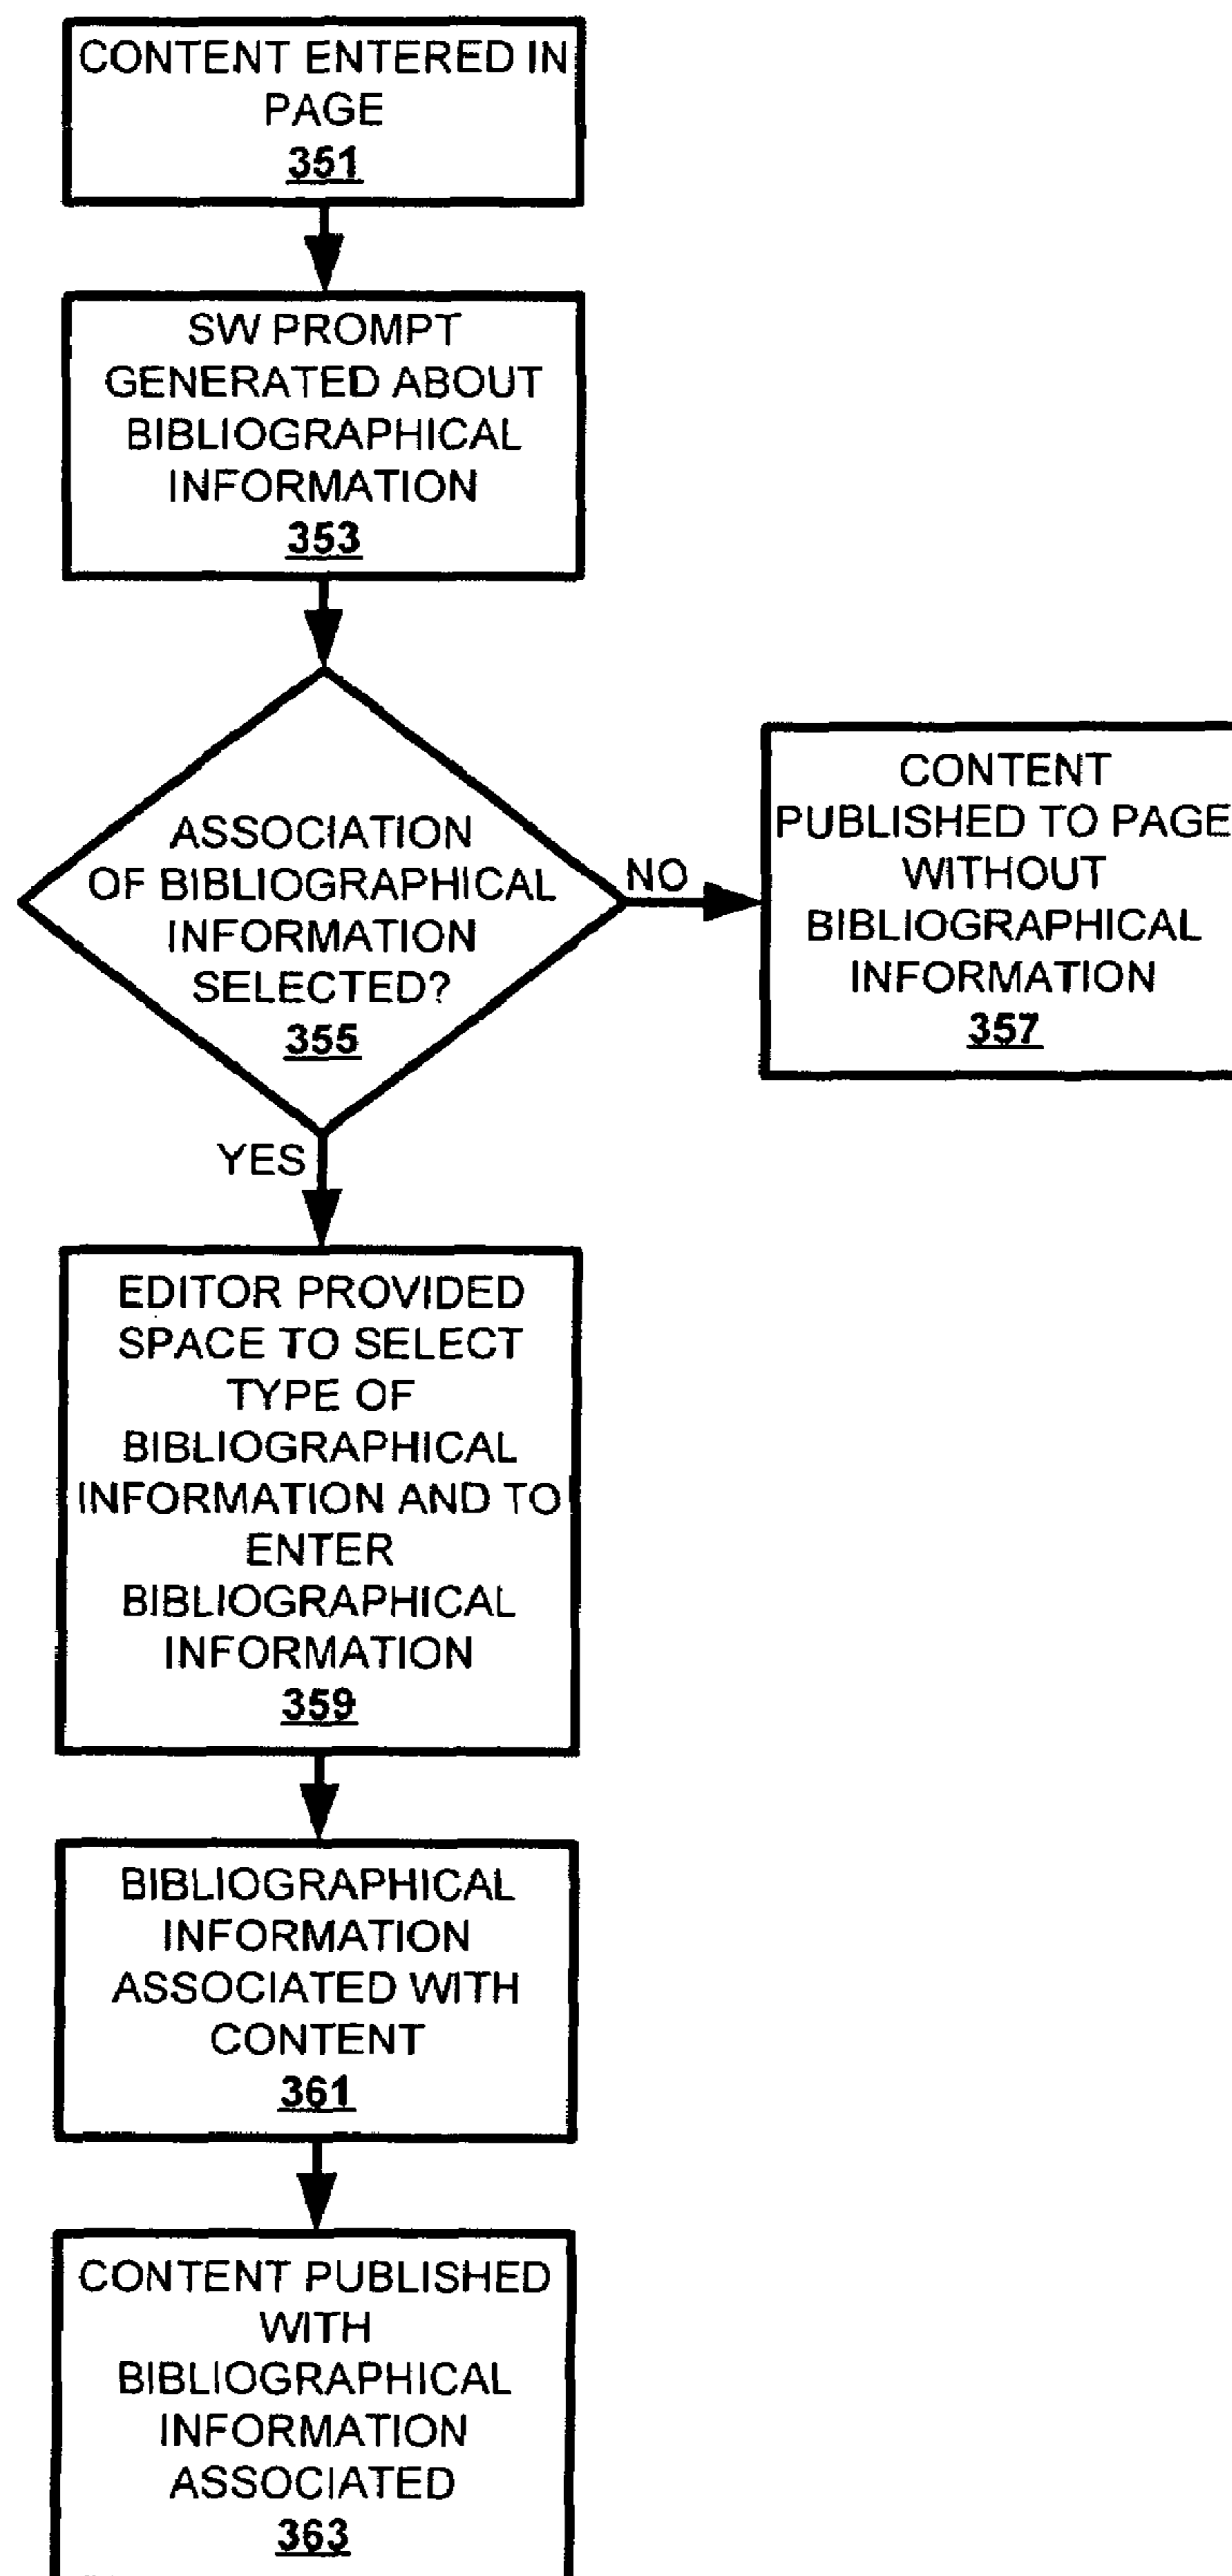 CONTENT ENTERED IN
PAGE
351
SW PROMPT
GENERATED ABOUT
BIBLIOGRAPHICAL
INFORMATION
353
ASSOCIATION
OF BIBLIOGRAPHICAL
INFORMATION
SELECTED?
355
NO
CONTENT
PUBLISHED TO PAGE
WITHOUT
BIBLIOGRAPHICAL
INFORMATION
357
YES
EDITOR PROVIDED
SPACE TO SELECT
TYPE OF
BIBLIOGRAPHICAL
INFORMATION AND TO
ENTER
BIBLIOGRAPHICAL
INFORMATION
359
BIBLIOGRAPHICAL
INFORMATION
ASSOCIATED WITH
CONTENT
361
CONTENT PUBLISHED
WITH
BIBLIOGRAPHICAL
INFORMATION
ASSOCIATED
363